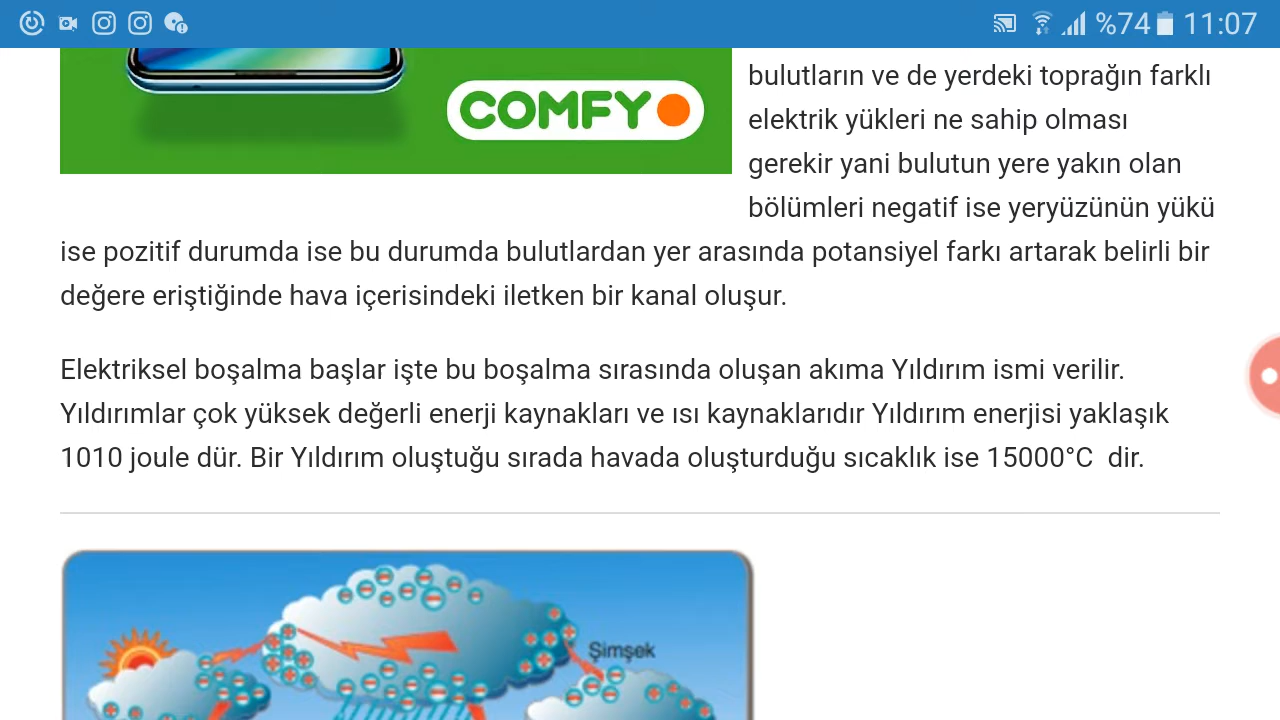 %74 11:07
COMFY
bulutların ve de yerdeki toprağın farklı
elektrik yükleri ne sahip olması
gerekir yani bulutun yere yakın olan
bölümleri negatif ise yeryüzünün yükü
ise pozitif durumda ise bu durumda bulutlardan yer arasında potansiyel farkı artarak belirli bir
değere eriştiğinde hava içerisindeki iletken bir kanal oluşur.
Elektriksel boşalma başlar işte bu boşalma sırasında oluşan akıma Yıldırım ismi verilir.
Yıldırımlar çok yüksek değerli enerji kaynakları ve ısı kaynaklarıdır Yıldırım enerjisi yaklaşık
1010 joule dür. Bir Yıldırım oluştuğu sırada havada oluşturduğu sıcaklık ise 15000°C  dir.
Şimşek